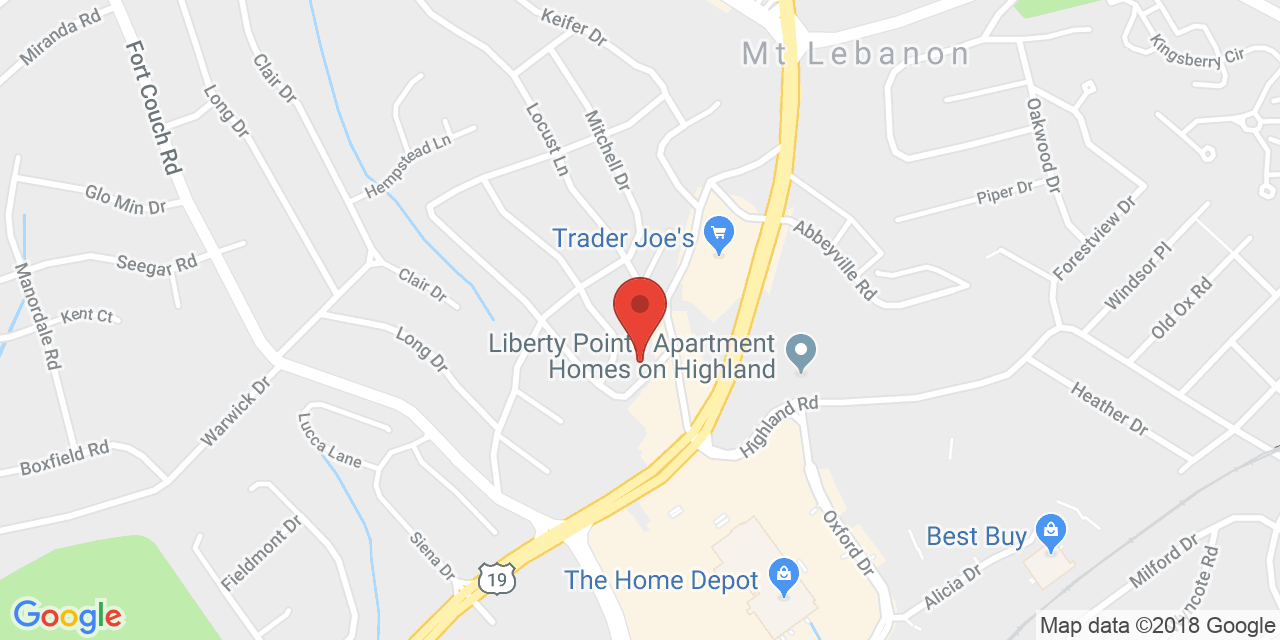 Miranda Rd
Keifer Dr
Mt Lebanon
Kingsberry Cir
Fort Couch Rd
Clair Dr
Long Dr
Locust Ln
Mitchell Dr
Oakwood Dr
Hempstead Ln
Glo Min Dr
Piper Dr
Forestview Dr
Trader Joe's
Abbeyville Rd
Windsor Pl
Old Ox Rd
Seegar Rd
Clair Dr
Manordale Rd
Kent Ct
Long Dr
Liberty Pointe Apartment
Homes on Highland
Warwick Dr
Highland Rd
Heather Dr
Lucca Lane
Boxfield Rd
Fieldmont Dr
Siena Dr
Oxford Dr
Best Buy
Milford Dr
19
The Home Depot
Alicia Dr
Google
Map data ©2018 Google